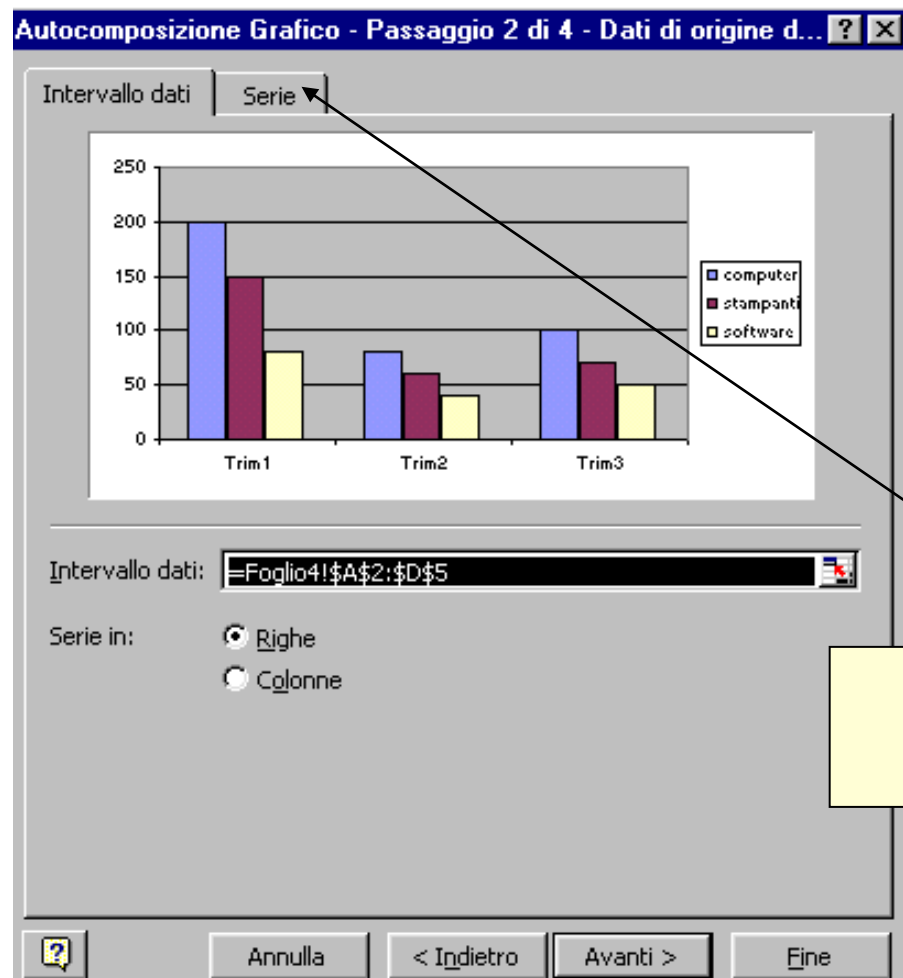 Autocomposizione Grafico - Passaggio 2 di 4 - Dati di origine d...
Intervallo dati
Serie
250
200
150
100
50
0
Trim1
Trim2
Trim3
computer
stampanti
software
Intervallo dati: =Foglio4!$A$2:$D$5
Serie in:
Righe
Colonne
Annulla
< Indietro
Avanti >
Fine